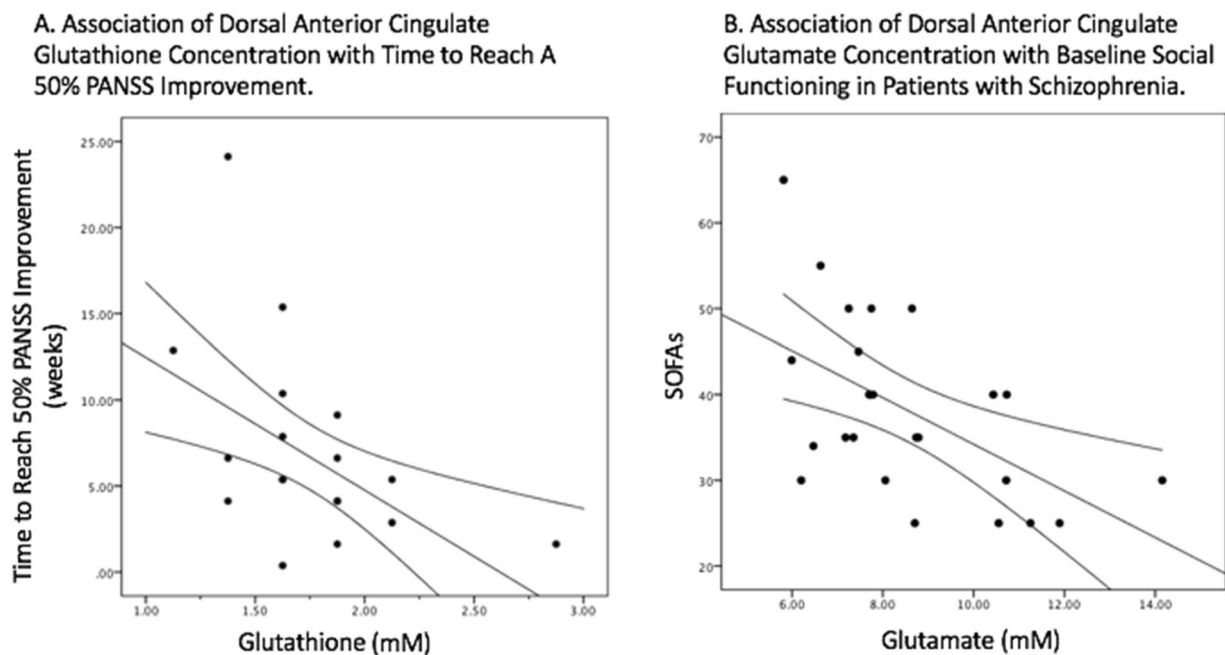 A. Association of Dorsal Anterior Cingulate
Glutathione Concentration with Time to Reach A
50% PANSS Improvement.
Time to Reach 50% PANSS Improvement
(weeks)
25.00
20.00
15.00
10.00
5.00
.00
1.00 1.50 2.00 2.50 3.00
Glutathione (mM)
B. Association of Dorsal Anterior Cingulate
Glutamate Concentration with Baseline Social
Functioning in Patients with Schizophrenia.
SOFAs
70
60
50
40
30
20
6.00 8.00 10.00 12.00 14.00
Glutamate (mM)